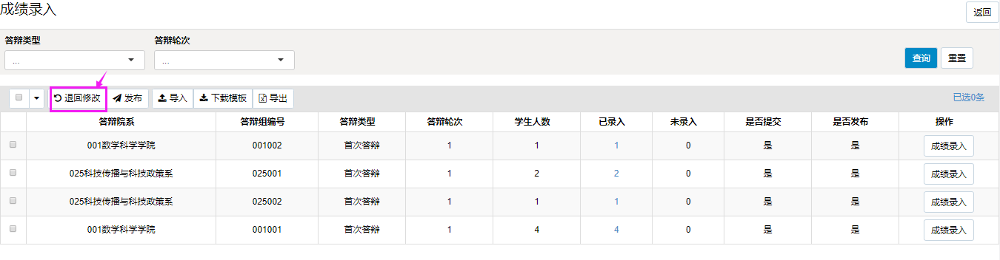 成绩录入
返回
答辩类型 答辩轮次
... ...
查询 重置
退回修改 发布 导入 下载模板 导出 已选0条
答辩院系 答辩组编号 答辩类型 答辩轮次 学生人数 已录入 未录入 是否提交 是否发布 操作
001数学科学学院 001002 首次答辩 1 1 1 0 是 是 成绩录入
025科技传播与科技政策系 025001 首次答辩 1 2 2 0 是 是 成绩录入
025科技传播与科技政策系 025002 首次答辩 1 1 1 0 是 是 成绩录入
001数学科学学院 001001 首次答辩 1 4 4 0 是 是 成绩录入